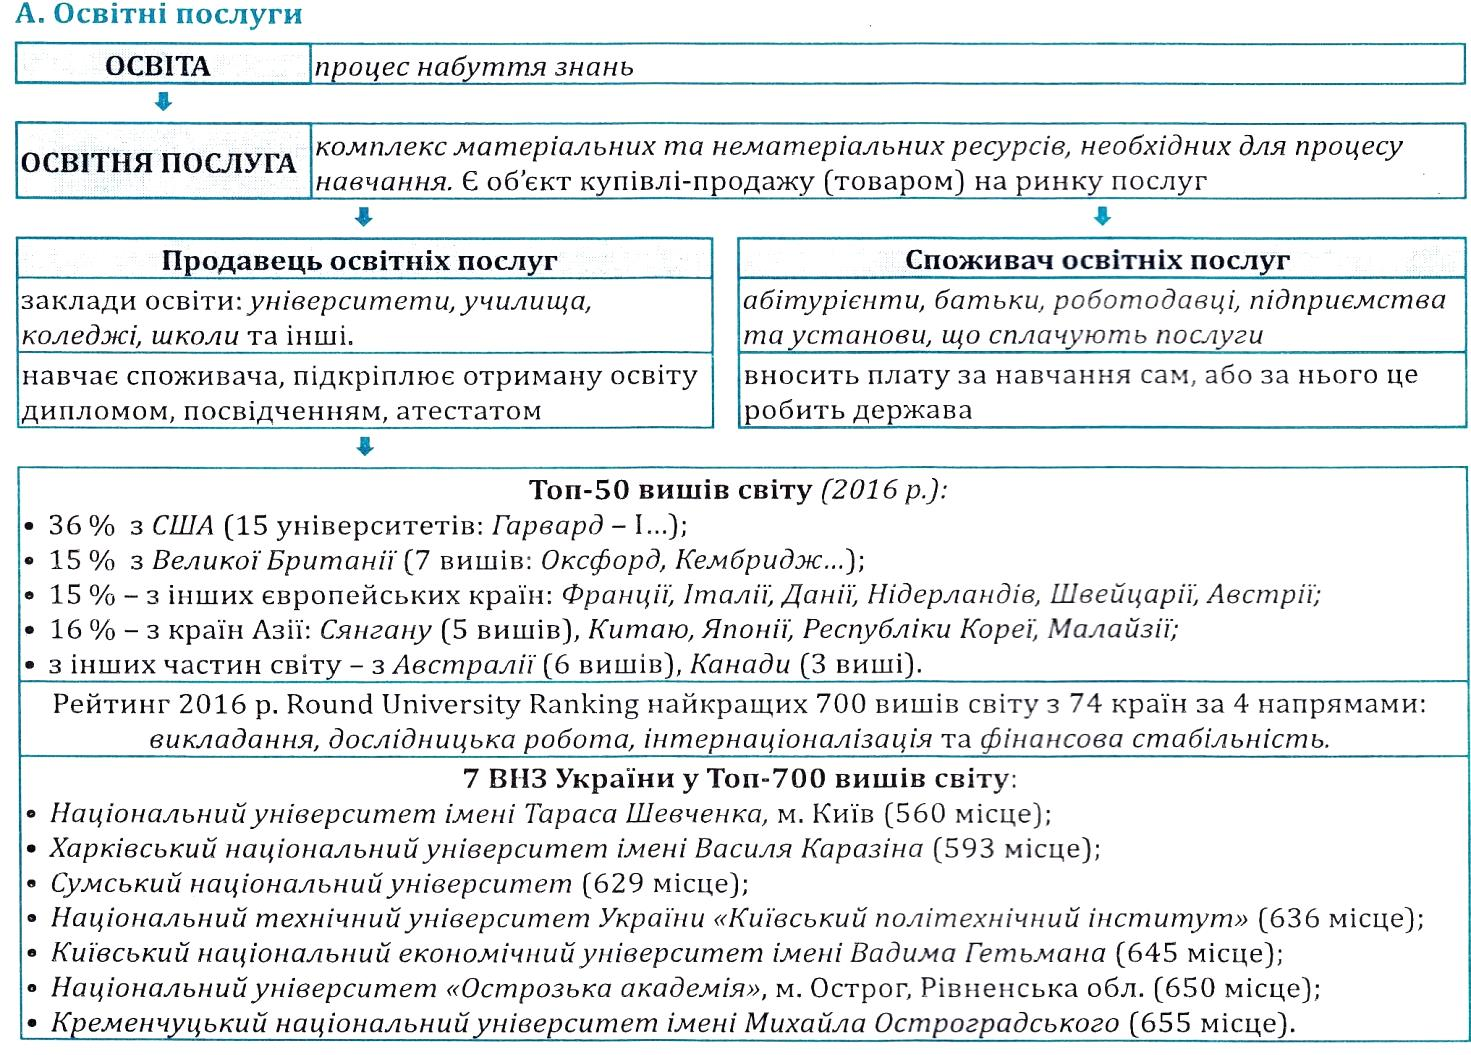 А. Освітні послуги
ОСВІТА
процес набуття знань
ОСВІТНЯ ПОСЛУГА
комплекс матеріальних та нематеріальних ресурсів, необхідних для процесу
навчання. Є об'єкт купівлі-продажу (товаром) на ринку послуг
Продавець освітніх послуг
заклади освіти: університети, училища,
коледжі, школи та інші.
навчає споживача, підкріплює отриману освіту
дипломом, посвідченням, атестатом
Споживач освітніх послуг
абітурієнти, батьки, роботодавці, підприємства
та установи, що сплачують послуги
вносить плату за навчання сам, або за нього це
робить держава
Топ-50 вишів світу (2016 р.):
• 36 % з США (15 університетів: Гарвард – І...);
• 15 % з Великої Британії (7 вишів: Оксфорд, Кембридж...);
• 15 % – з інших європейських країн: Франції, Італії, Данії, Нідерландів, Швейцарії, Австрії;
• 16 % – з країн Азії: Сянгану (5 вишів), Китаю, Японії, Республіки Кореї, Малайзії;
• з інших частин світу – з Австралії (6 вишів), Канади (3 виші).
Рейтинг 2016 р. Round University Ranking найкращих 700 вишів світу з 74 країн за 4 напрямами:
викладання, дослідницька робота, інтернаціоналізація та фінансова стабільність.
7 ВНЗ України у Топ-700 вишів світу:
• Національний університет імені Тараса Шевченка, м. Київ (560 місце);
• Харківський національний університет імені Василя Каразіна (593 місце);
• Сумський національний університет (629 місце);
• Національний технічний університет України «Київський політехнічний інститут» (636 місце);
• Київський національний економічний університет імені Вадима Гетьмана (645 місце);
• Національний університет «Острозька академія», м. Острог, Рівненська обл. (650 місце);
• Кременчуцький національний університет імені Михайла Остроградського (655 місце).